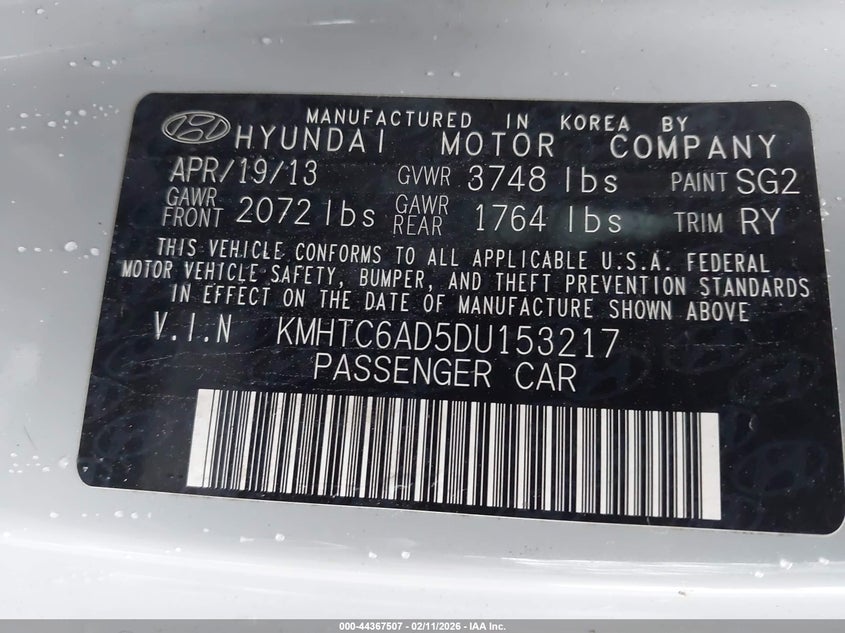 MANUFACTURED IN KOREA BY
HYUNDAI MOTOR COMPANY
APR/19/13 GVWR 3748 lbs PAINT SG2
GAWR FRONT 2072 lbs GAWR REAR 1764 lbs TRIM RY
THIS VEHICLE CONFORMS TO ALL APPLICABLE U.S.A. FEDERAL
MOTOR VEHICLE SAFETY, BUMPER, AND THEFT PREVENTION STANDARDS
IN EFFECT ON THE DATE OF MANUFACTURE SHOWN ABOVE
V.I.N KMHTC6AD5DU153217
PASSENGER CAR
000-44367507 - 02/11/2026 - IAA Inc.